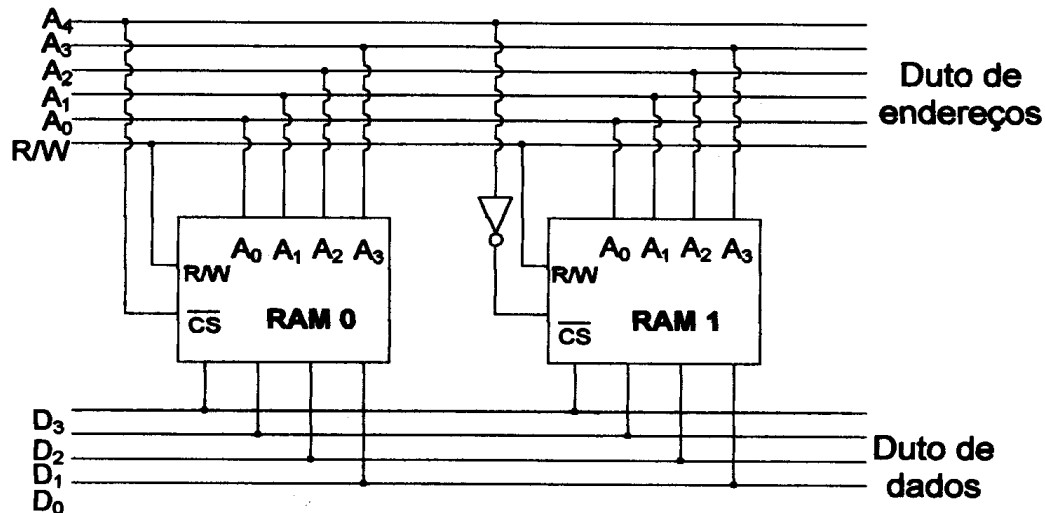 A₄
A₃
A₂
A₁
A₀
R/W
Duto de
endereços
A₀ A₁ A₂ A₃
R/W
CS
RAM 0
A₀ A₁ A₂ A₃
R/W
CS
RAM 1
D₃
D₂
D₁
D₀
Duto de
dados